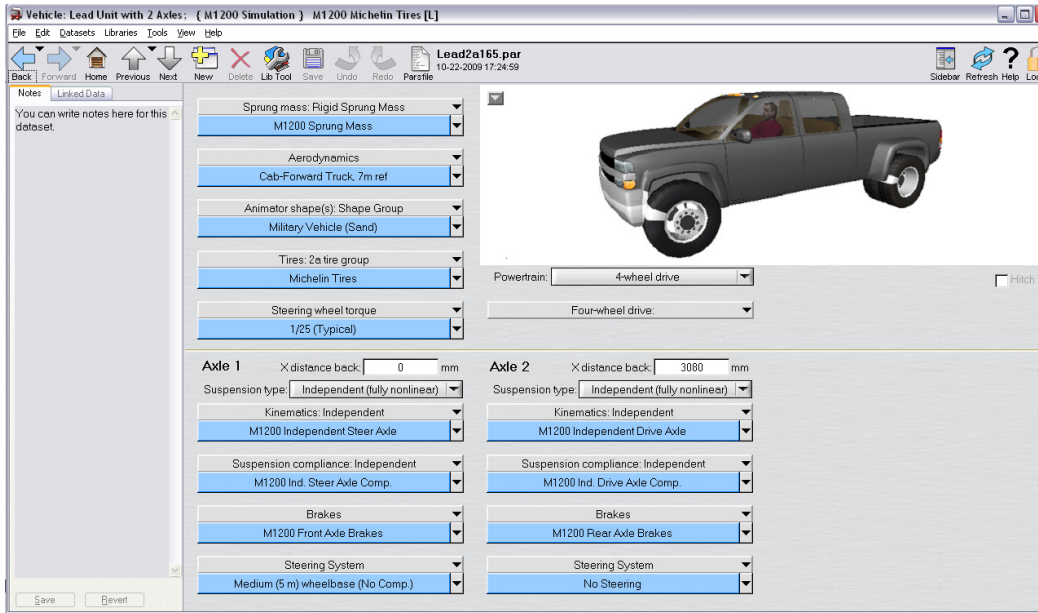 Vehicle: Lead Unit with 2 Axles; { M1200 Simulation } M1200 Michelin Tires [L]
File Edit Datasets Libraries Tools View Help
Back Forward Home Previous Next New Delete Lib Tool Save Undo Redo Parsfile
Lead2a165.par
10-22-2009 17:24:59
Sidebar Refresh Help
Notes Linked Data
You can write notes here for this
dataset.
Sprung mass: Rigid Sprung Mass
M1200 Sprung Mass
Aerodynamics
Cab-Forward Truck, 7m ref
Animator shape(s): Shape Group
Military Vehicle (Sand)
Tires: 2a tire group
Michelin Tires
Steering wheel torque
1/25 (Typical)
Powertrain: 4-wheel drive
Hitch
Four-wheel drive:
Axle 1 X distance back: 0 mm
Suspension type: Independent (fully nonlinear)
Kinematics: Independent
M1200 Independent Steer Axle
Suspension compliance: Independent
M1200 Ind. Steer Axle Comp.
Brakes
M1200 Front Axle Brakes
Steering System
Medium (5 m) wheelbase (No Comp.)
Axle 2 X distance back: 3080 mm
Suspension type: Independent (fully nonlinear)
Kinematics: Independent
M1200 Independent Drive Axle
Suspension compliance: Independent
M1200 Ind. Drive Axle Comp.
Brakes
M1200 Rear Axle Brakes
Steering System
No Steering
Save Revert